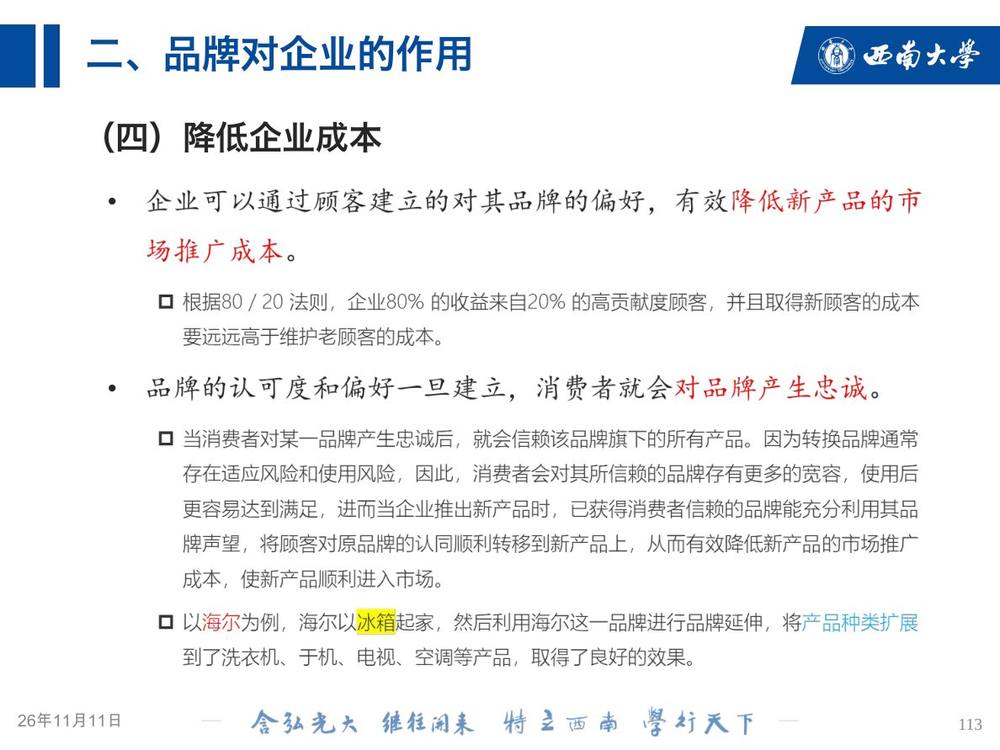 二、品牌对企业的作用
西南大学
（四）降低企业成本
• 企业可以通过顾客建立的对其品牌的偏好，有效降低新产品的市
场推广成本。
根据80 / 20 法则，企业80% 的收益来自20% 的高贡献度顾客，并且取得新顾客的成本
要远远高于维护老顾客的成本。
• 品牌的认可度和偏好一旦建立，消费者就会对品牌产生忠诚。
当消费者对某一品牌产生忠诚后，就会信赖该品牌旗下的所有产品。因为转换品牌通常
存在适应风险和使用风险，因此，消费者会对其所信赖的品牌存有更多的宽容，使用后
更容易达到满足，进而当企业推出新产品时，已获得消费者信赖的品牌能充分利用其品
牌声望，将顾客对原品牌的认同顺利转移到新产品上，从而有效降低新产品的市场推广
成本，使新产品顺利进入市场。
以海尔为例，海尔以冰箱起家，然后利用海尔这一品牌进行品牌延伸，将产品种类扩展
到了洗衣机、于机、电视、空调等产品，取得了良好的效果。
26年11月11日
含弘光大 继往开来 特立西南 学行天下
113